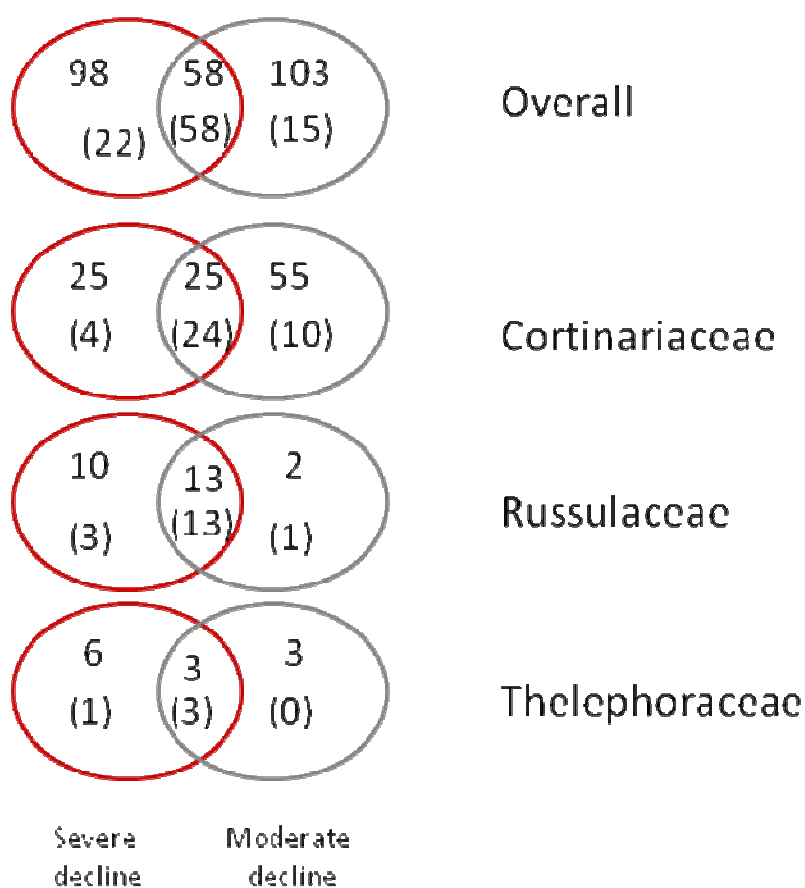 98 58 103
(22) (58) (15)
Overall
25 25 55
(4) (24) (10)
Cortinariaceae
10 13 2
(3) (13) (1)
Russulaceae
6 3 3
(1) (3) (0)
Thelephoraceae
Severe Moderate
decline decline